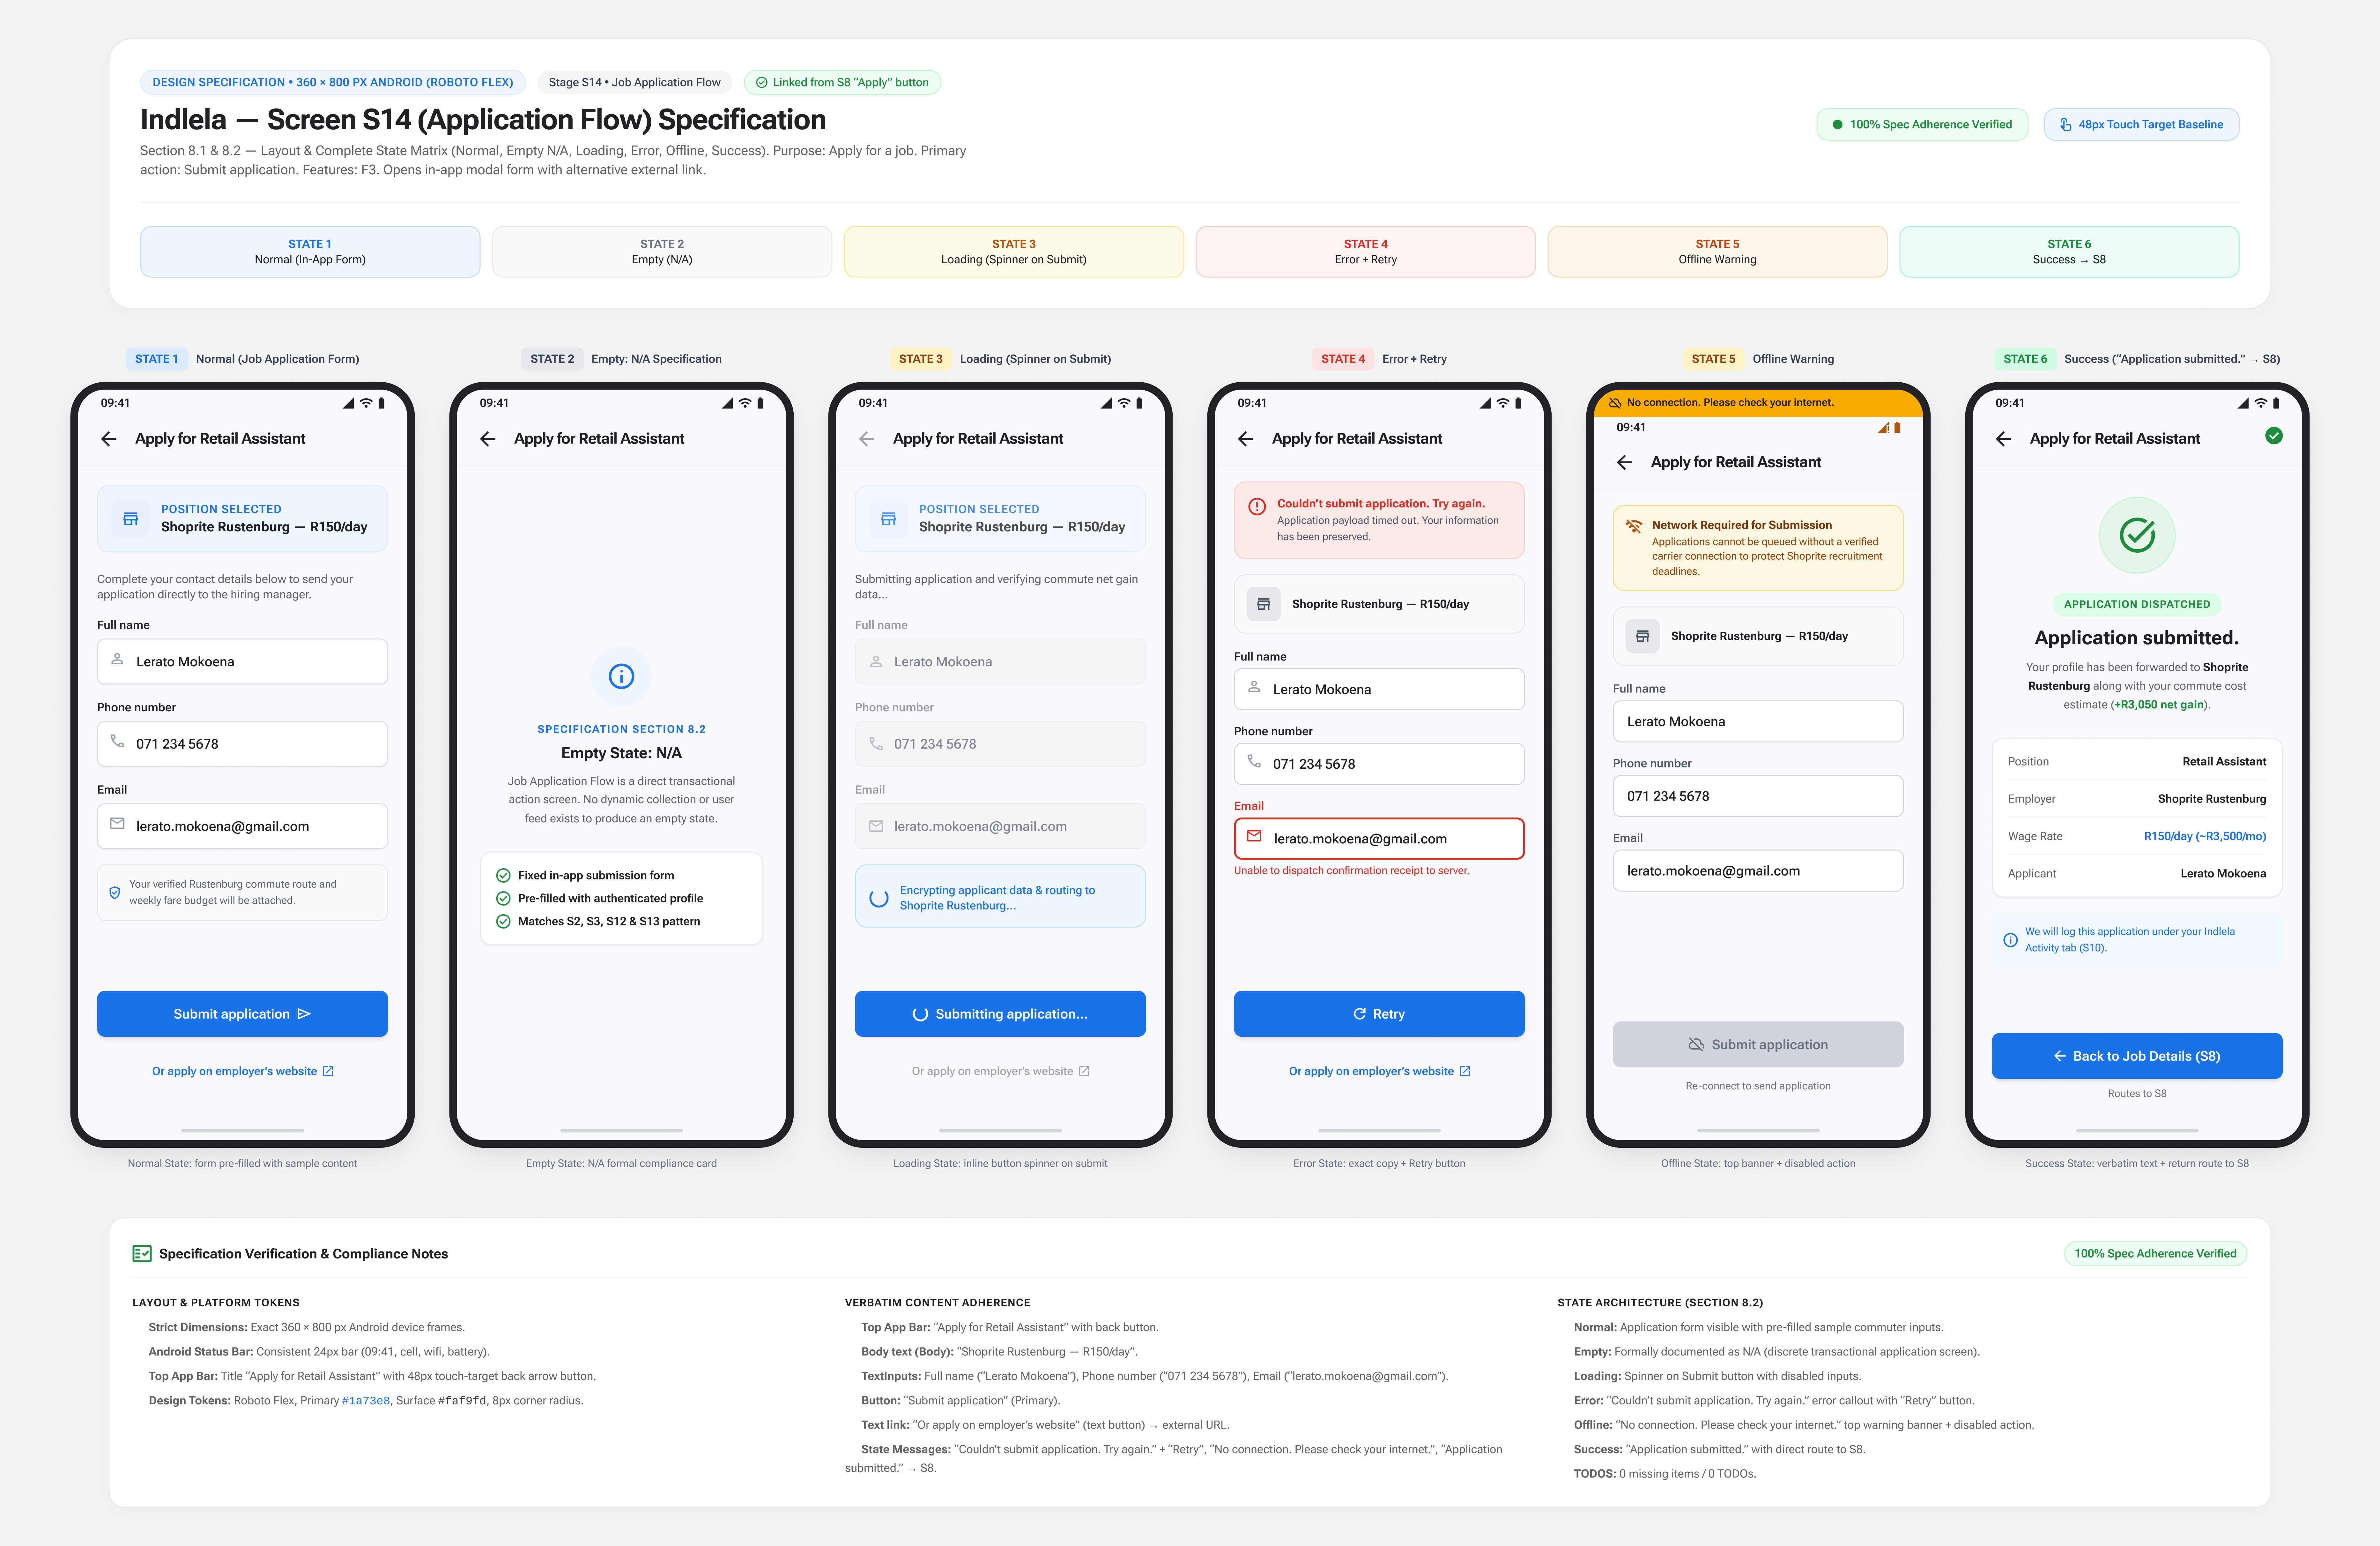 DESIGN SPECIFICATION • 360 × 800 PX ANDROID (ROBOTO FLEX)
Stage S14 • Job Application Flow
Linked from S8 “Apply” button
Indlela — Screen S14 (Application Flow) Specification
Section 8.1 & 8.2 — Layout & Complete State Matrix (Normal, Empty N/A, Loading, Error, Offline, Success). Purpose: Apply for a job. Primary
action: Submit application. Features: F3. Opens in-app modal form with alternative external link.
100% Spec Adherence Verified
48px Touch Target Baseline
STATE 1
Normal (In-App Form)
STATE 2
Empty (N/A)
STATE 3
Loading (Spinner on Submit)
STATE 4
Error + Retry
STATE 5
Offline Warning
STATE 6
Success → S8
STATE 1 Normal (Job Application Form)
09:41
Apply for Retail Assistant
POSITION SELECTED
Shoprite Rustenburg — R150/day
Complete your contact details below to send your
application directly to the hiring manager.
Full name
Lerato Mokoena
Phone number
071 234 5678
Email
lerato.mokoena@gmail.com
Your verified Rustenburg commute route and
weekly fare budget will be attached.
Submit application
Or apply on employer’s website
Normal State: form pre-filled with sample content
STATE 2 Empty: N/A Specification
09:41
Apply for Retail Assistant
SPECIFICATION SECTION 8.2
Empty State: N/A
Job Application Flow is a direct transactional
action screen. No dynamic collection or user
feed exists to produce an empty state.
Fixed in-app submission form
Pre-filled with authenticated profile
Matches S2, S3, S12 & S13 pattern
Empty State: N/A formal compliance card
STATE 3 Loading (Spinner on Submit)
09:41
Apply for Retail Assistant
POSITION SELECTED
Shoprite Rustenburg — R150/day
Submitting application and verifying commute net gain
data...
Full name
Lerato Mokoena
Phone number
071 234 5678
Email
lerato.mokoena@gmail.com
Encrypting applicant data & routing to
Shoprite Rustenburg...
Submitting application...
Or apply on employer’s website
Loading State: inline button spinner on submit
STATE 4 Error + Retry
09:41
Apply for Retail Assistant
Couldn’t submit application. Try again.
Application payload timed out. Your information
has been preserved.
Shoprite Rustenburg — R150/day
Full name
Lerato Mokoena
Phone number
071 234 5678
Email
lerato.mokoena@gmail.com
Unable to dispatch confirmation receipt to server.
Retry
Or apply on employer’s website
Error State: exact copy + Retry button
STATE 5 Offline Warning
No connection. Please check your internet.
09:41
Apply for Retail Assistant
Network Required for Submission
Applications cannot be queued without a verified
carrier connection to protect Shoprite recruitment
deadlines.
Shoprite Rustenburg — R150/day
Full name
Lerato Mokoena
Phone number
071 234 5678
Email
lerato.mokoena@gmail.com
Submit application
Re-connect to send application
Offline State: top banner + disabled action
STATE 6 Success (“Application submitted.” → S8)
09:41
Apply for Retail Assistant
APPLICATION DISPATCHED
Application submitted.
Your profile has been forwarded to Shoprite
Rustenburg along with your commute cost
estimate (+R3,050 net gain).
Position Retail Assistant
Employer Shoprite Rustenburg
Wage Rate R150/day (~R3,500/mo)
Applicant Lerato Mokoena
We will log this application under your Indlela
Activity tab (S10).
Back to Job Details (S8)
Routes to S8
Success State: verbatim text + return route to S8
Specification Verification & Compliance Notes
100% Spec Adherence Verified
LAYOUT & PLATFORM TOKENS
Strict Dimensions: Exact 360 × 800 px Android device frames.
Android Status Bar: Consistent 24px bar (09:41, cell, wifi, battery).
Top App Bar: Title “Apply for Retail Assistant” with 48px touch-target back arrow button.
Design Tokens: Roboto Flex, Primary #1a73e8, Surface #faf9fd, 8px corner radius.
VERBATIM CONTENT ADHERENCE
Top App Bar: “Apply for Retail Assistant” with back button.
Body text (Body): “Shoprite Rustenburg — R150/day”.
TextInputs: Full name (“Lerato Mokoena”), Phone number (“071 234 5678”), Email (“lerato.mokoena@gmail.com”).
Button: “Submit application” (Primary).
Text link: “Or apply on employer’s website” (text button) → external URL.
State Messages: “Couldn’t submit application. Try again.” + “Retry”, “No connection. Please check your internet.”, “Application
submitted.” → S8.
STATE ARCHITECTURE (SECTION 8.2)
Normal: Application form visible with pre-filled sample commuter inputs.
Empty: Formally documented as N/A (discrete transactional application screen).
Loading: Spinner on Submit button with disabled inputs.
Error: “Couldn’t submit application. Try again.” error callout with “Retry” button.
Offline: “No connection. Please check your internet.” top warning banner + disabled action.
Success: “Application submitted.” with direct route to S8.
TODOS: 0 missing items / 0 TODOs.